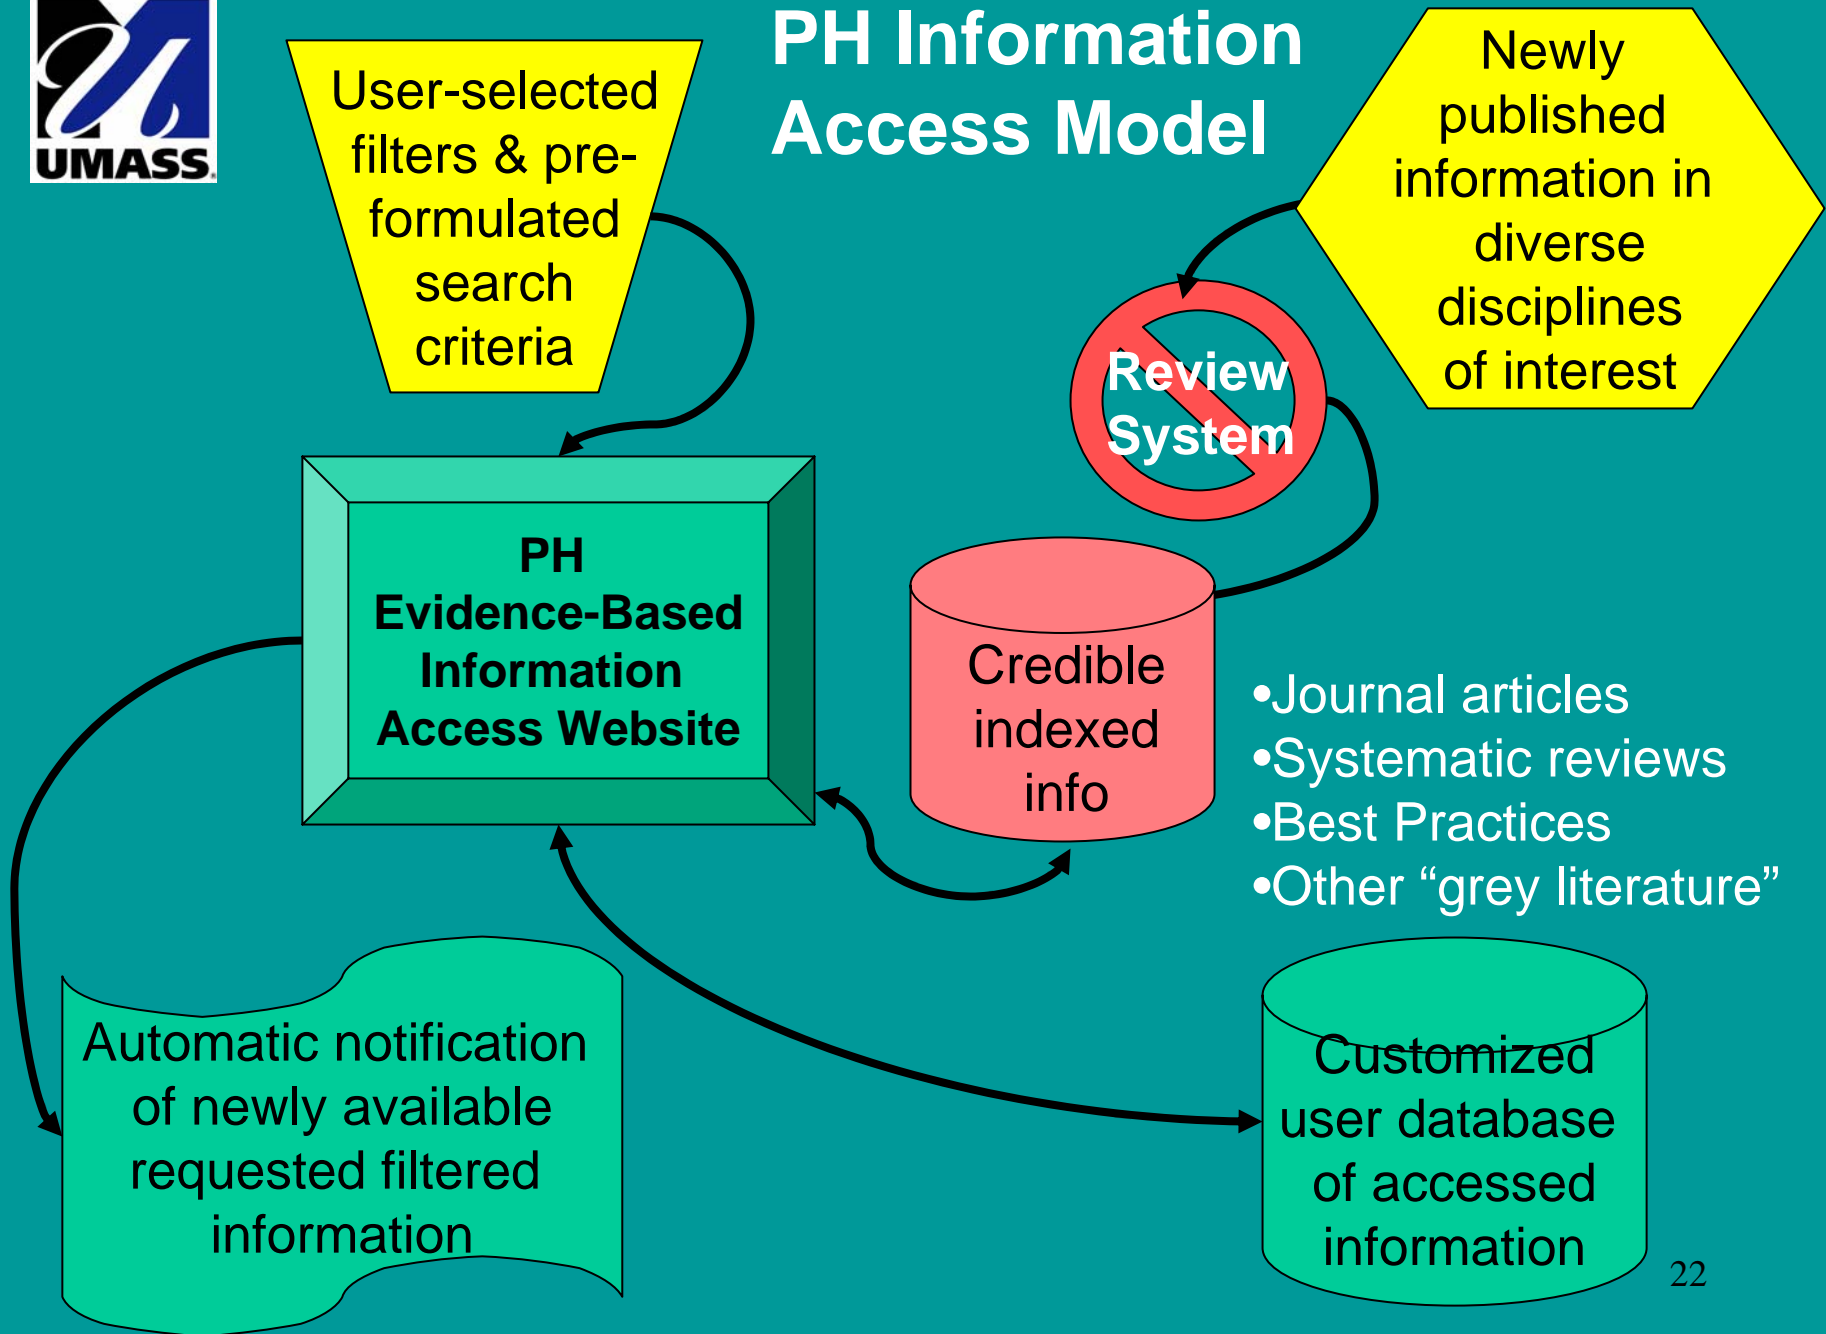 UMASS
PH Information
Access Model
User-selected
filters & pre-
formulated
search
criteria
Newly
published
information in
diverse
disciplines
of interest
Review
System
PH
Evidence-Based
Information
Access Website
Credible
indexed
info
•Journal articles
•Systematic reviews
•Best Practices
•Other “grey literature”
Automatic notification
of newly available
requested filtered
information
Customized
user database
of accessed
information
22